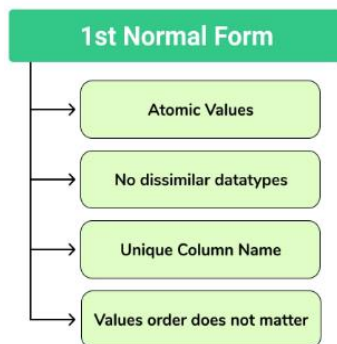 1st Normal Form
Atomic Values
No dissimilar datatypes
Unique Column Name
Values order does not matter